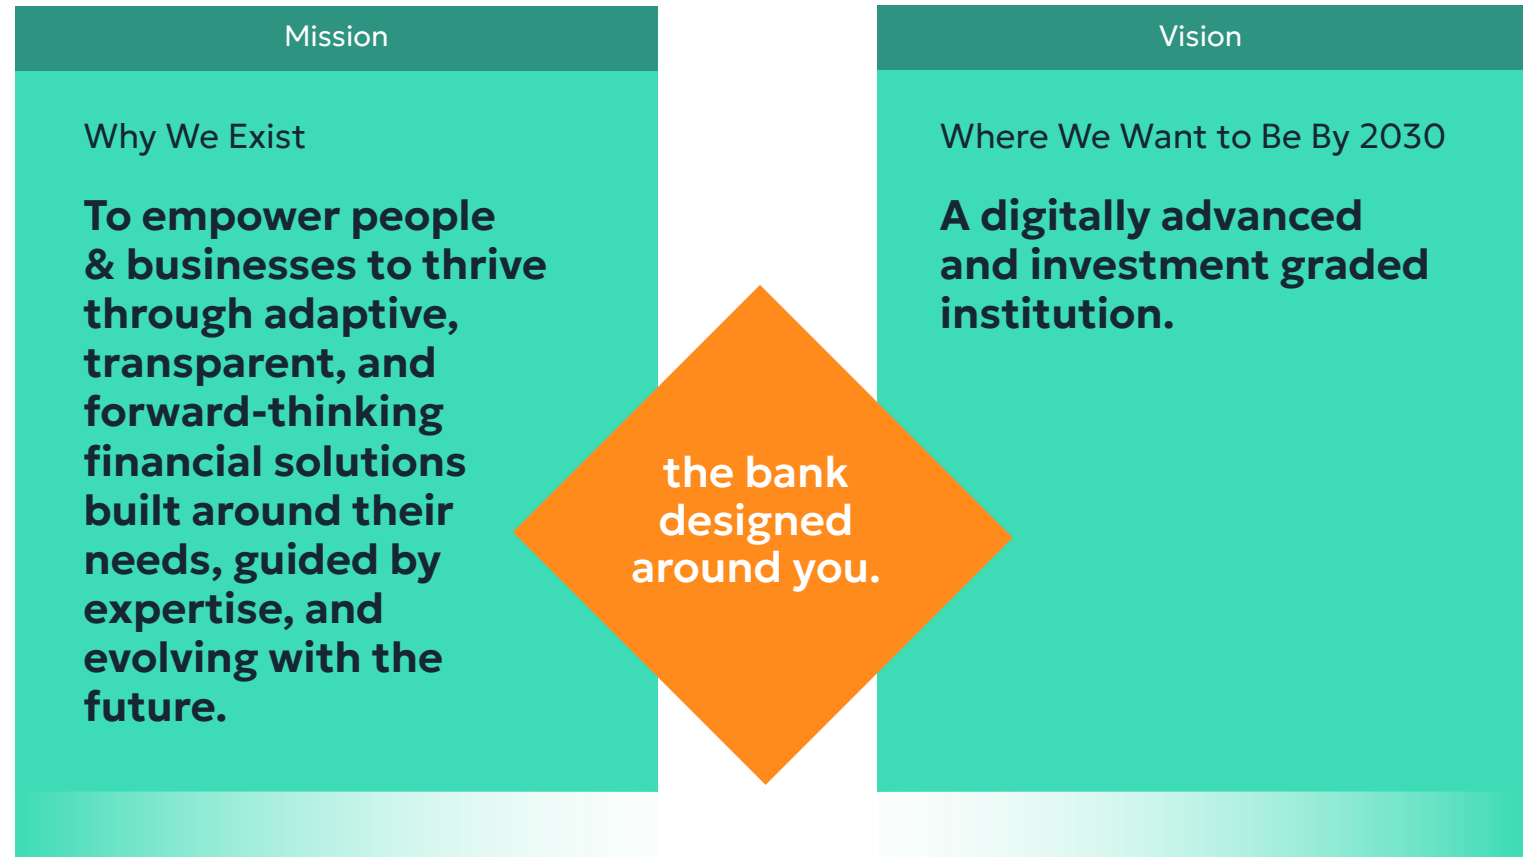 Mission
Why We Exist
To empower people
& businesses to thrive
through adaptive,
transparent, and
forward-thinking
financial solutions
built around their
needs, guided by
expertise, and
evolving with the
future.
the bank
designed
around you.
Vision
Where We Want to Be By 2030
A digitally advanced
and investment graded
institution.